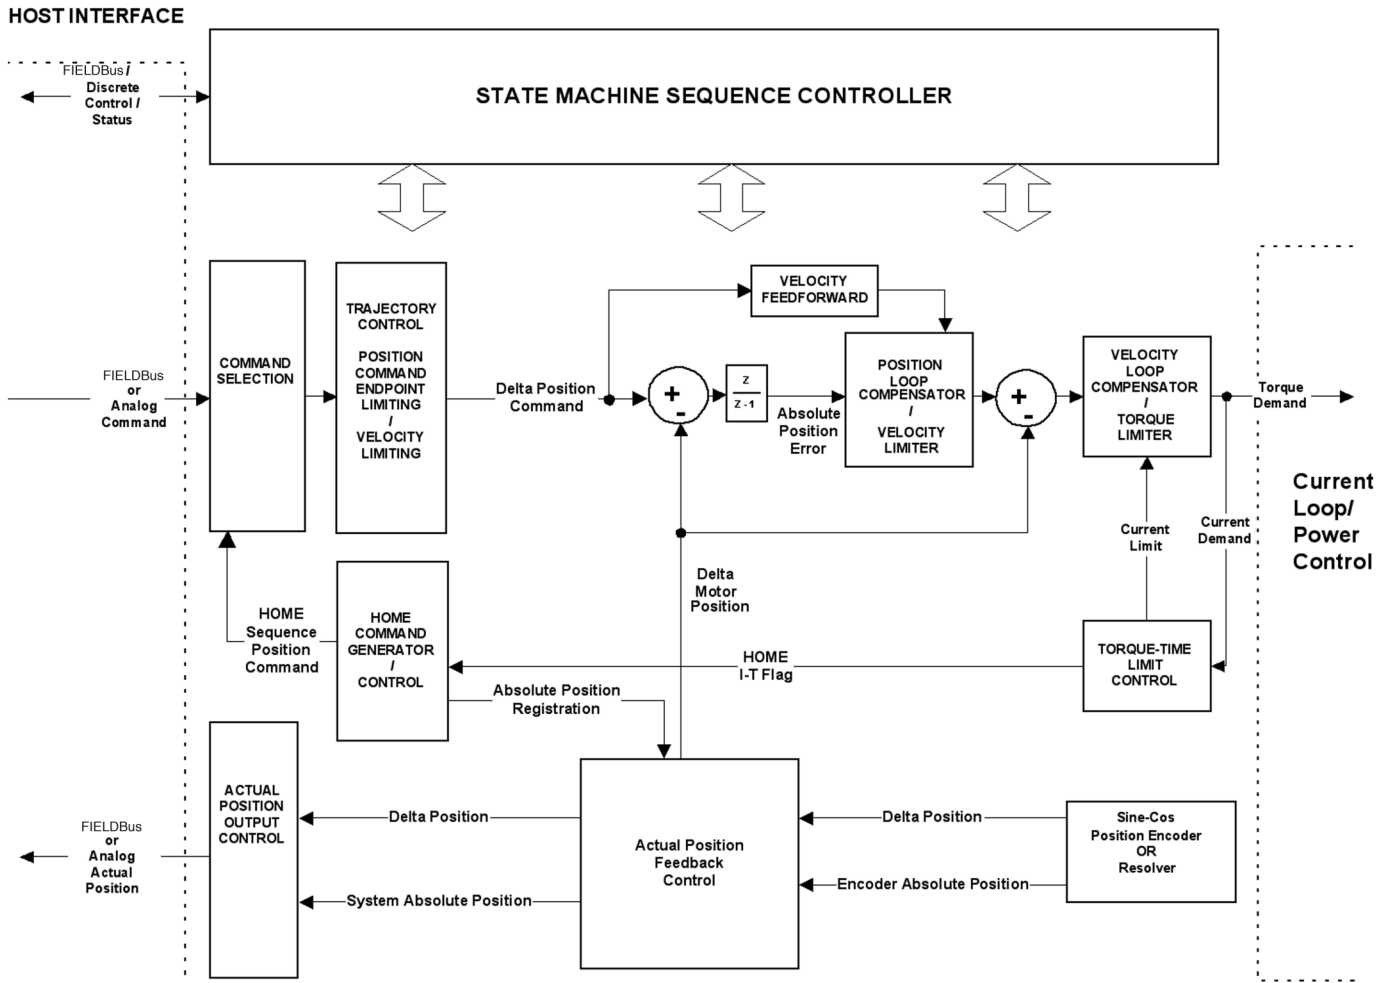 HOST INTERFACE
FIELDBus /
Discrete
Control /
Status
STATE MACHINE SEQUENCE CONTROLLER
FIELDBus
or
Analog
Command
COMMAND
SELECTION
TRAJECTORY
CONTROL
POSITION
COMMAND
ENDPOINT
LIMITING
/
VELOCITY
LIMITING
Delta Position
Command
VELOCITY
FEEDFORWARD
+
-
Z
Z - 1
Absolute
Position
Error
POSITION
LOOP
COMPENSATOR
/
VELOCITY
LIMITER
+
-
VELOCITY
LOOP
COMPENSATOR
/
TORQUE
LIMITER
Torque
Demand
Current
Loop/
Power
Control
Current
Limit
Current
Demand
Delta
Motor
Position
HOME
Sequence
Position
Command
HOME
COMMAND
GENERATOR
/
CONTROL
HOME
I-T Flag
TORQUE-TIME
LIMIT
CONTROL
Absolute Position
Registration
ACTUAL
POSITION
OUTPUT
CONTROL
FIELDBus
or
Analog
Actual
Position
Delta Position
System Absolute Position
Actual Position
Feedback
Control
Delta Position
Encoder Absolute Position
Sine-Cos
Position Encoder
OR
Resolver